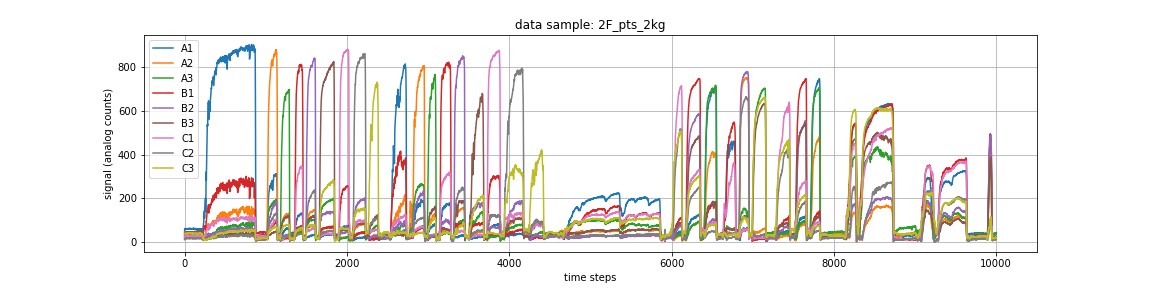 data sample: 2F_pts_2kg
signal (analog counts)
800
600
400
200
0
A1
A2
A3
B1
B2
B3
C1
C2
C3
0 2000 4000 6000 8000 10000
time steps